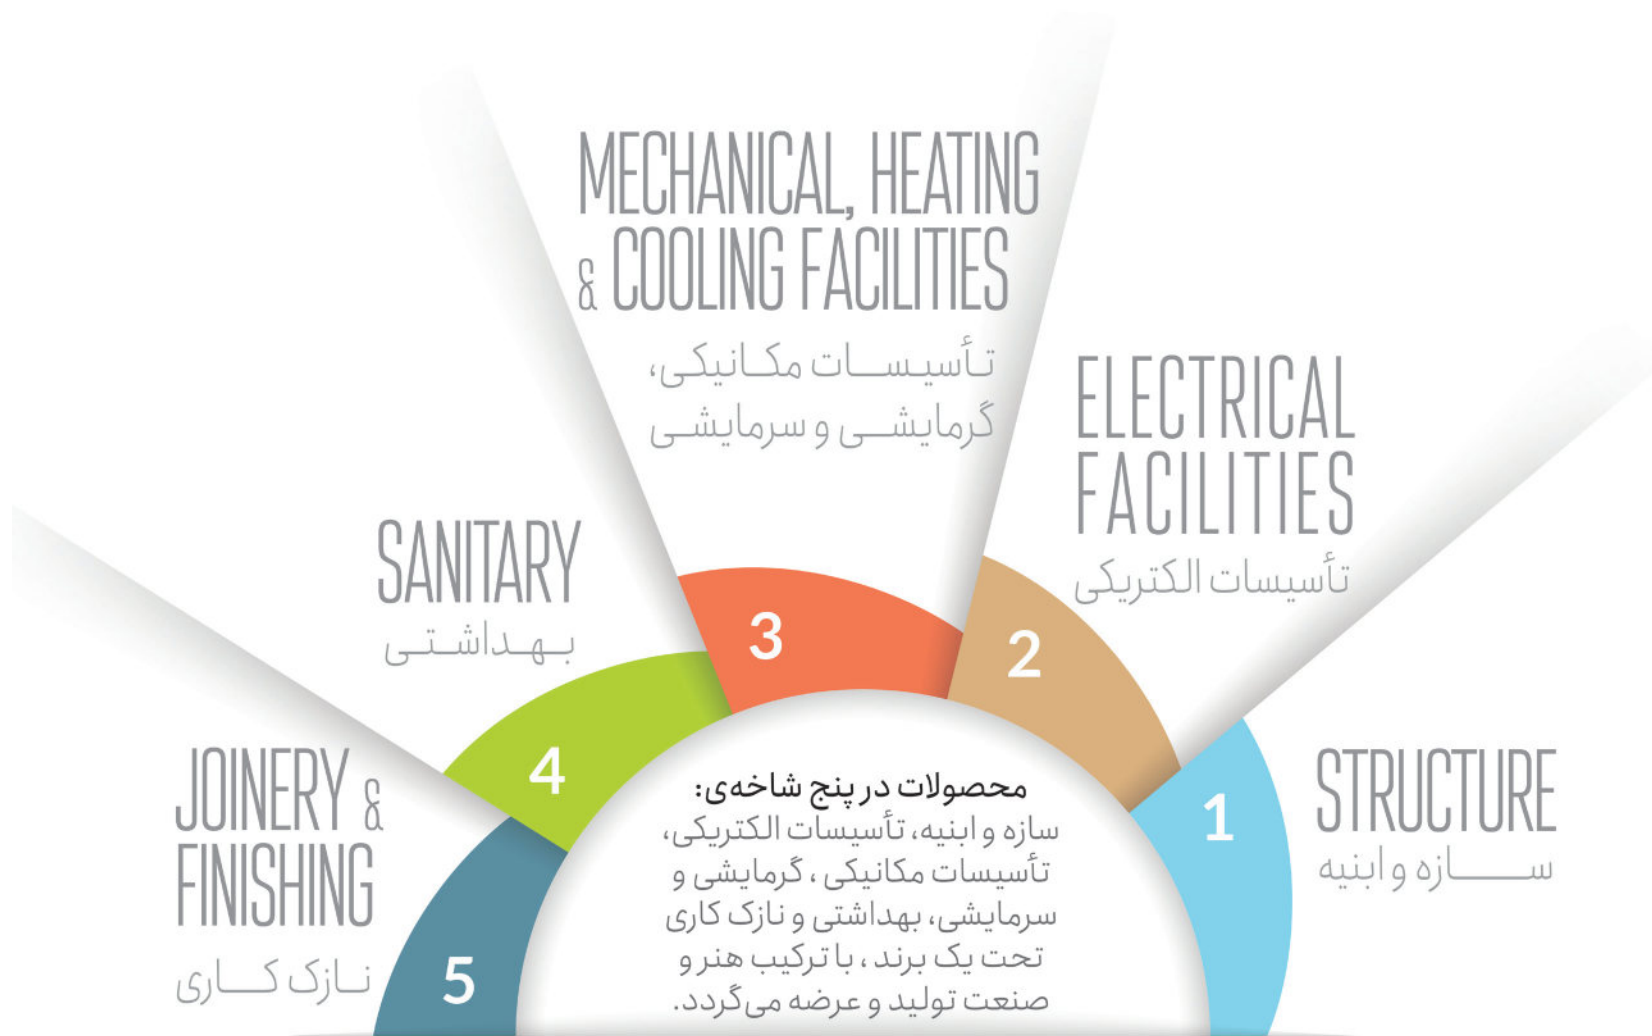 MECHANICAL, HEATING
& COOLING FACILITIES
تأسیسات مکانیکی،
گرمایشی و سرمایشی
ELECTRICAL
FACILITIES
تأسیسات الکتریکی
SANITARY
بهداشتی
3
2
JOINERY &
FINISHING
نازک کاری
4
1
STRUCTURE
سازه و ابنیه
5
محصولات در پنج شاخه‌ی:
سازه و ابنیه، تأسیسات الکتریکی،
تأسیسات مکانیکی ، گرمایشی و
سرمایشی، بهداشتی و نازک کاری
تحت یک برند ، با ترکیب هنر و
صنعت تولید و عرضه می‌گردد.